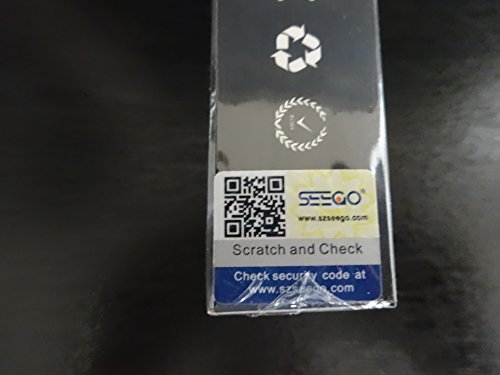 SEEGO®
www.szseego.com
Scratch and Check
Check security code at
www.szseego.com